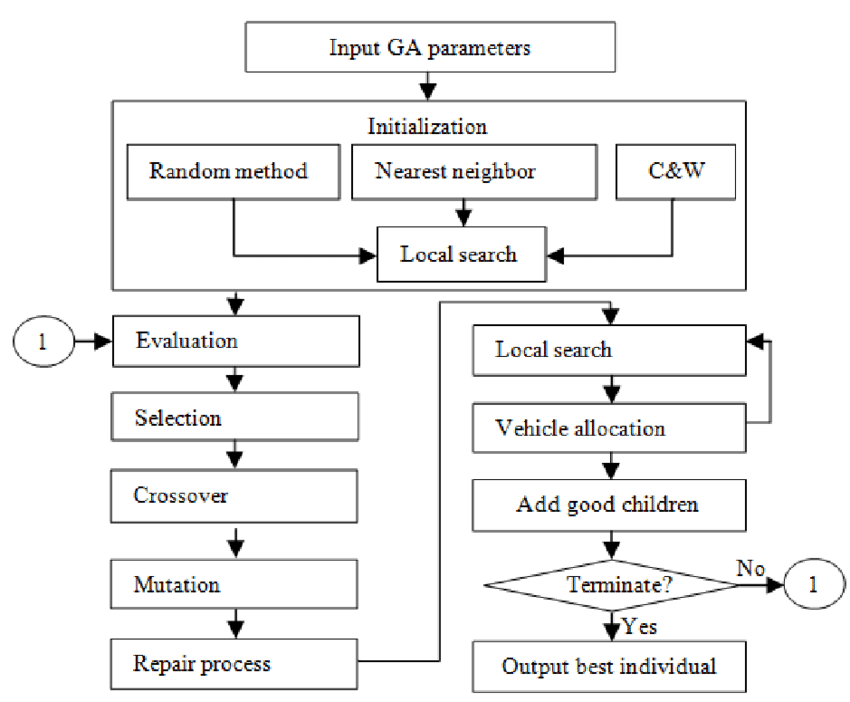 Input GA parameters
Initialization
Random method
Nearest neighbor
C&W
Local search
1
Evaluation
Selection
Crossover
Mutation
Repair process
Local search
Vehicle allocation
Add good children
Terminate?
No
1
Yes
Output best individual